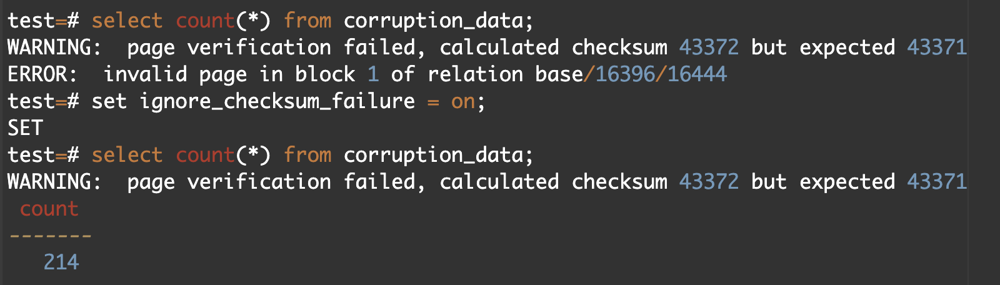 test=# select count(*) from corruption_data;
WARNING:  page verification failed, calculated checksum 43372 but expected 43371
ERROR:  invalid page in block 1 of relation base/16396/16444
test=# set ignore_checksum_failure = on;
SET
test=# select count(*) from corruption_data;
WARNING:  page verification failed, calculated checksum 43372 but expected 43371
 count
-------
   214